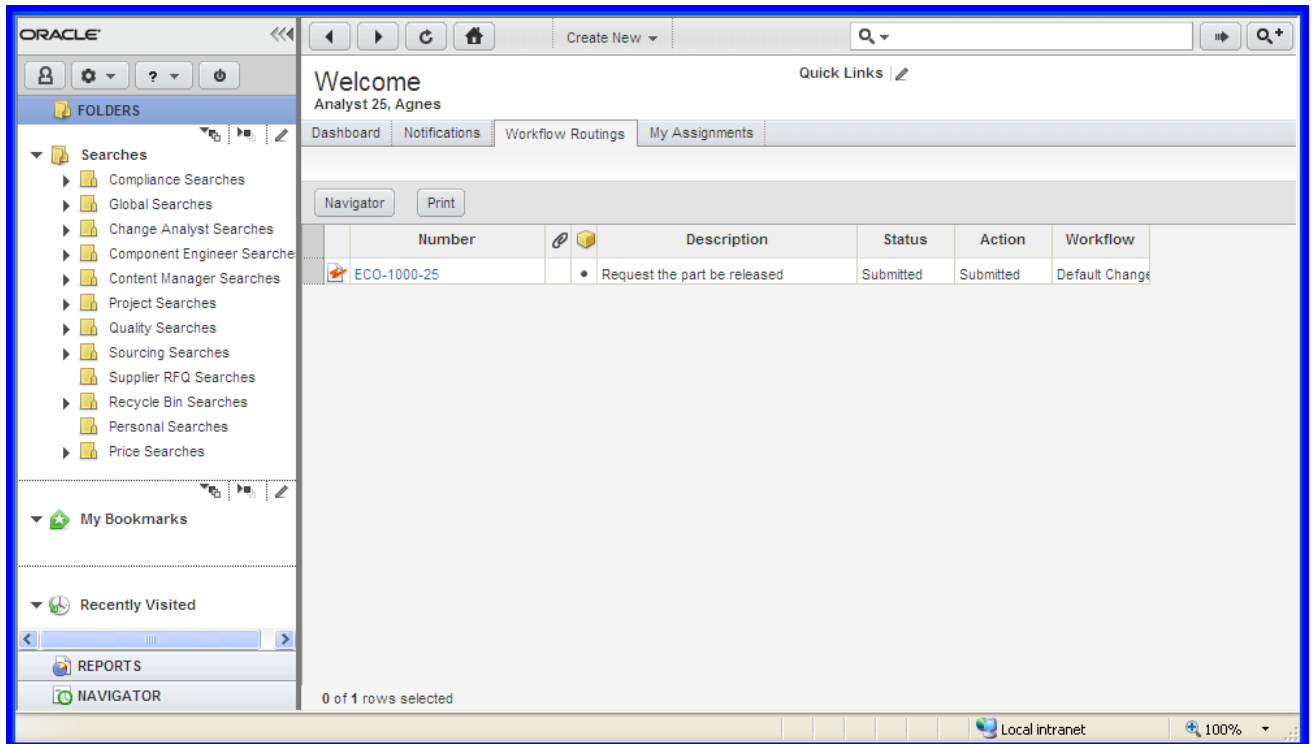 ORACLE
Create New
Welcome
Quick Links
Analyst 25, Agnes
FOLDERS
Dashboard Notifications Workflow Routings My Assignments
Searches
Compliance Searches
Global Searches
Change Analyst Searches
Component Engineer Searche
Content Manager Searches
Project Searches
Quality Searches
Sourcing Searches
Supplier RFQ Searches
Recycle Bin Searches
Personal Searches
Price Searches
My Bookmarks
Recently Visited
REPORTS
NAVIGATOR
Navigator Print
Number Description Status Action Workflow
ECO-1000-25 Request the part be released Submitted Submitted Default Change
0 of 1 rows selected
Local intranet 100%